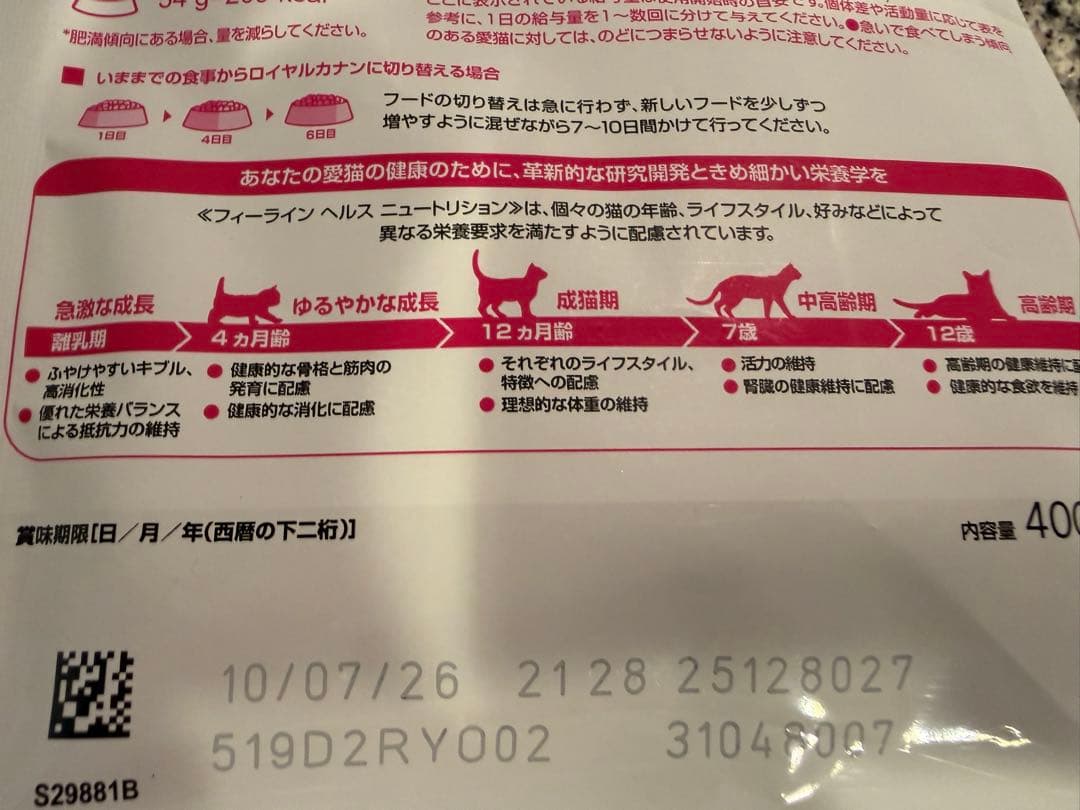 *肥満傾向にある場合、量を減らしてください。
参考に、1日の給与量を1〜数回に分けて与えてください。●急いで食べてしまう傾向
のある愛猫に対しては、のどにつまらせないように注意してください。
■ いままでの食事からロイヤルカナンに切り替える場合
1日目
4日目
6日目
フードの切り替えは急に行わず、新しいフードを少しずつ
増やすように混ぜながら7〜10日間かけて行ってください。
あなたの愛猫の健康のために、革新的な研究開発ときめ細かい栄養学を
≪フィーライン ヘルス ニュートリション≫は、個々の猫の年齢、ライフスタイル、好みなどによって
異なる栄養要求を満たすように配慮されています。
急激な成長
ゆるやかな成長
成猫期
中高齢期
高齢期
離乳期
4ヵ月齢
12ヵ月齢
7歳
12歳
● ふやけやすいキブル、
高消化性
● 優れた栄養バランス
による抵抗力の維持
● 健康的な骨格と筋肉の
発育に配慮
● 健康的な消化に配慮
● それぞれのライフスタイル、
特徴への配慮
● 理想的な体重の維持
● 活力の維持
● 腎臓の健康維持に配慮
● 高齢期の健康維持に
● 健康的な食欲を維持
賞味期限[日／月／年(西暦の下二桁)]
内容量 400
10/07/26 2128 25128027
519D2RY002 31048007
S29881B